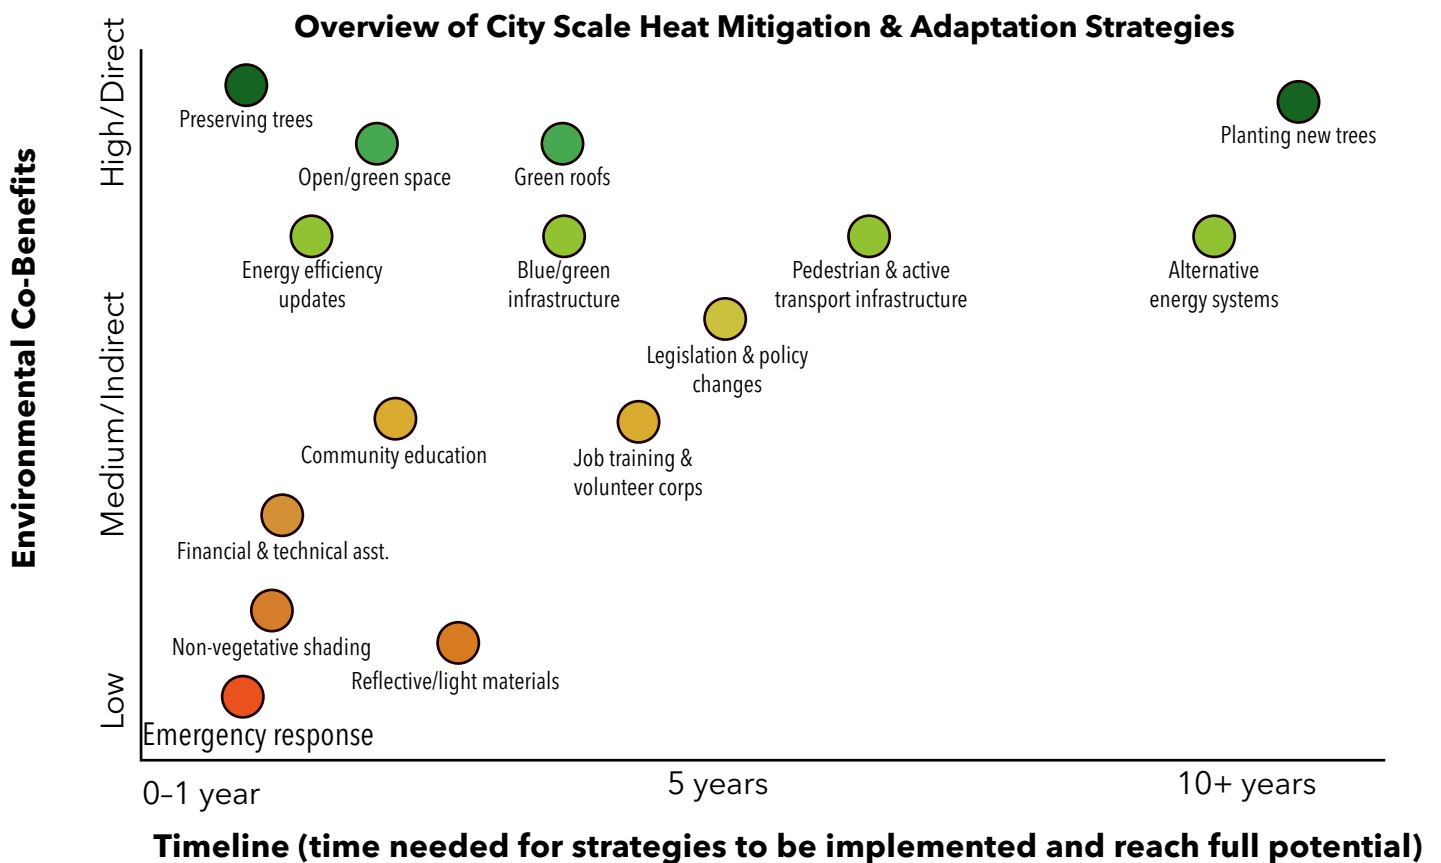 Overview of City Scale Heat Mitigation & Adaptation Strategies
Environmental Co-Benefits
High/Direct
Medium/Indirect
Low
Preserving trees
Planting new trees
Open/green space
Green roofs
Energy efficiency
updates
Blue/green
infrastructure
Pedestrian & active
transport infrastructure
Alternative
energy systems
Legislation & policy
changes
Community education
Job training &
volunteer corps
Financial & technical asst.
Non-vegetative shading
Reflective/light materials
Emergency response
0–1 year
5 years
10+ years
Timeline (time needed for strategies to be implemented and reach full potential)